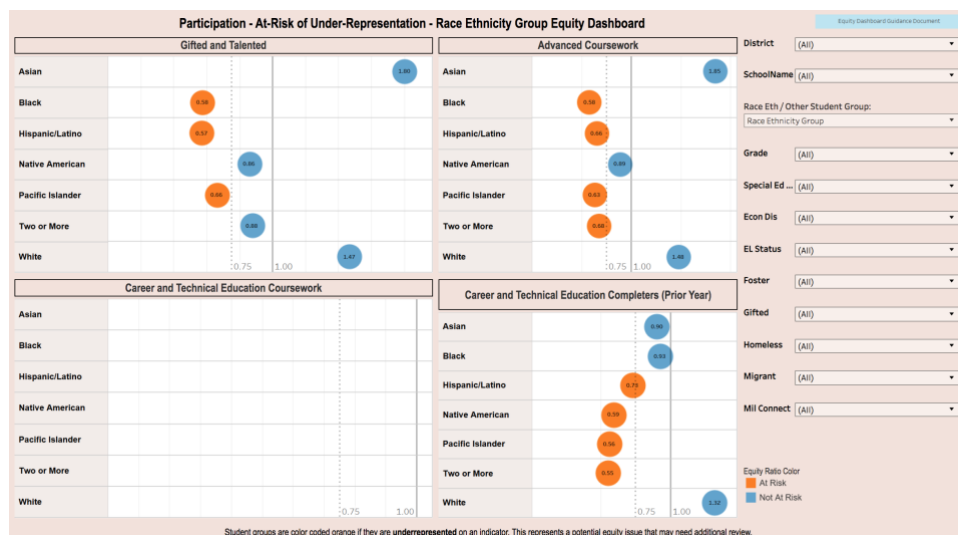 Participation - At-Risk of Under-Representation - Race Ethnicity Group Equity Dashboard
Equity Dashboard Guidance Document
Gifted and Talented
Asian 1.80
Black 0.58
Hispanic/Latino 0.57
Native American 0.86
Pacific Islander 0.66
Two or More 0.88
White 1.47
0.75 1.00
Advanced Coursework
Asian 1.85
Black 0.58
Hispanic/Latino 0.66
Native American 0.89
Pacific Islander 0.63
Two or More 0.68
White 1.48
0.75 1.00
Career and Technical Education Coursework
Asian
Black
Hispanic/Latino
Native American
Pacific Islander
Two or More
White
0.75 1.00
Career and Technical Education Completers (Prior Year)
Asian 0.90
Black 0.93
Hispanic/Latino 0.73
Native American 0.59
Pacific Islander 0.56
Two or More 0.55
White 1.32
0.75 1.00
District (All)
SchoolName (All)
Race Eth / Other Student Group:
Race Ethnicity Group
Grade (All)
Special Ed ... (All)
Econ Dis (All)
EL Status (All)
Foster (All)
Gifted (All)
Homeless (All)
Migrant (All)
Mil Connect (All)
Equity Ratio Color
At Risk
Not At Risk
Student groups are color coded orange if they are underrepresented on an indicator. This represents a potential equity issue that may need additional review.